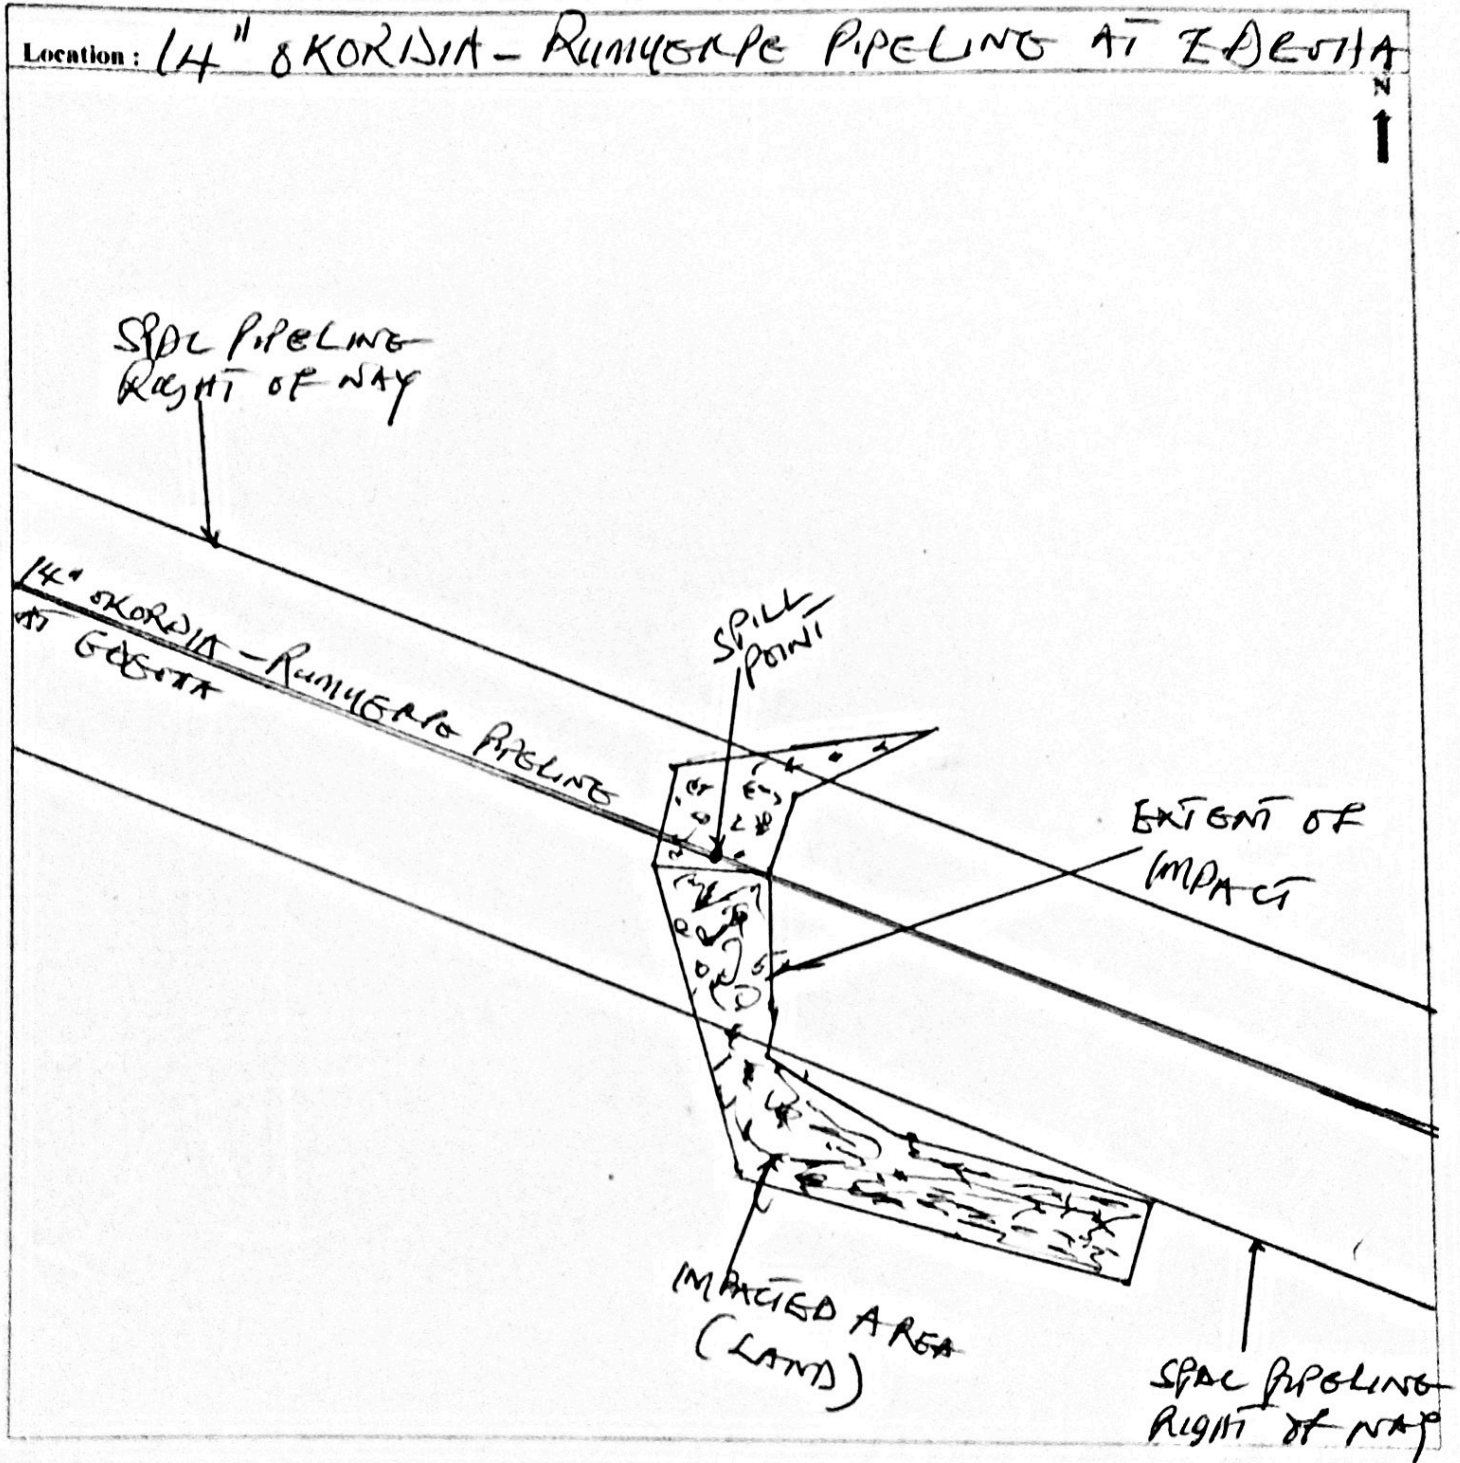 Location : 14" OKORDIA - RUMUEKPE PIPELINE AT
N
SPDC PIPELINE
RIGHT OF WAY
14" OKORDIA - RUMUEKPE PIPELINE
AT
SPILL
POINT
EXTENT OF
IMPACT
IMPACTED AREA
(LAND)
SPDC PIPELINE
RIGHT OF WAY